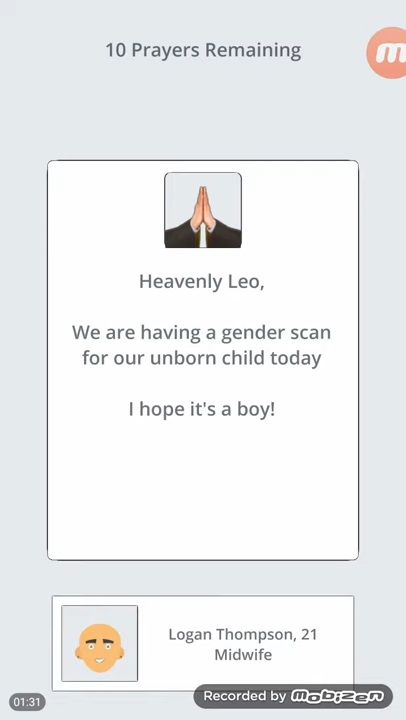 10 Prayers Remaining
Heavenly Leo,
We are having a gender scan
for our unborn child today
I hope it's a boy!
Logan Thompson, 21
Midwife
01:31
Recorded by mobizen